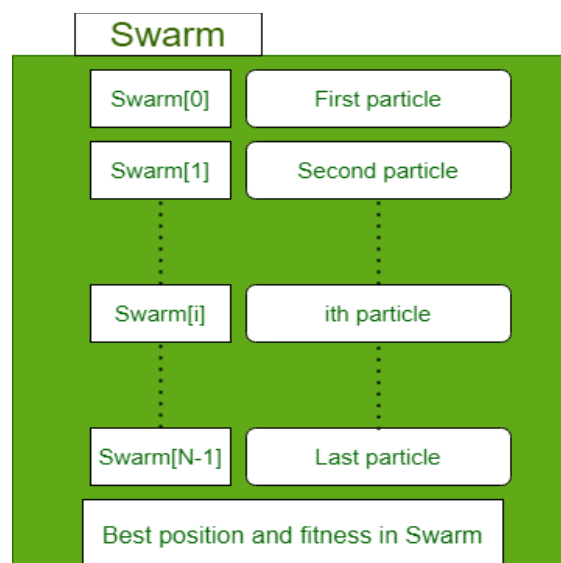 Swarm
Swarm[0] First particle
Swarm[1] Second particle
Swarm[i] ith particle
Swarm[N-1] Last particle
Best position and fitness in Swarm